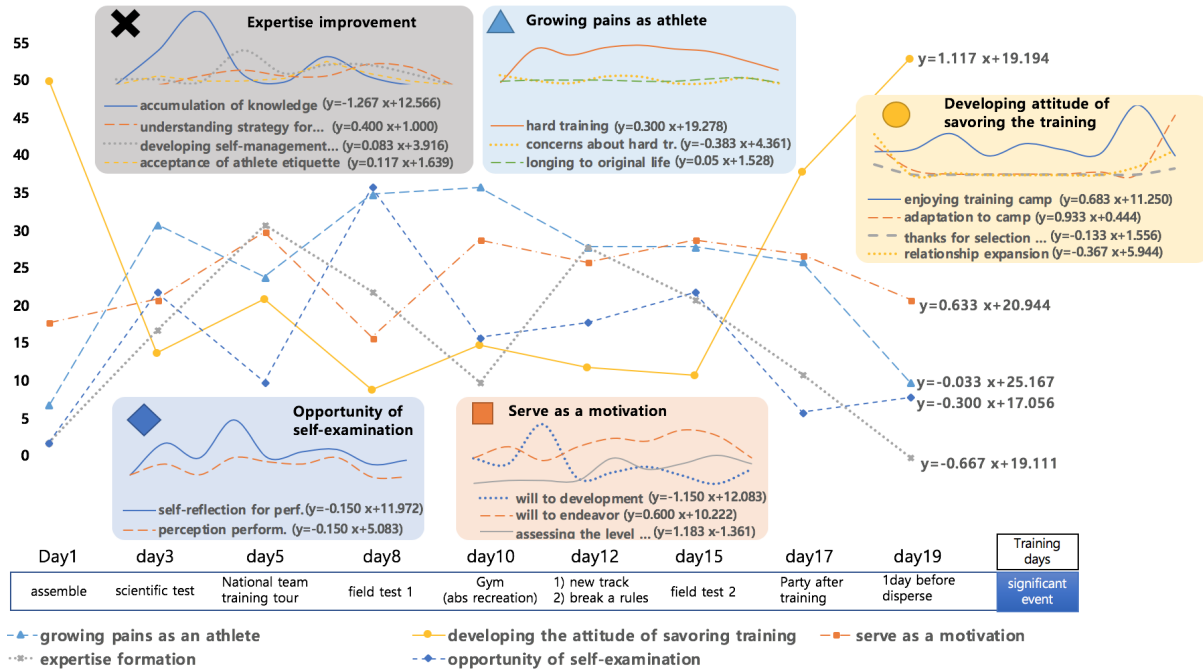 55
50
45
40
35
30
25
20
15
10
5
0
Expertise improvement
accumulation of knowledge (y=-1.267 x+12.566)
understanding strategy for... (y=0.400 x+1.000)
developing self-management... (y=0.083 x+3.916)
acceptance of athlete etiquette (y=0.117 x+1.639)
Growing pains as athlete
hard training (y=0.300 x+19.278)
concerns about hard tr. (y=-0.383 x+4.361)
longing to original life (y=0.05 x+1.528)
y=1.117 x+19.194
Developing attitude of
savoring the training
enjoying training camp (y=0.683 x+11.250)
adaptation to camp (y=0.933 x+0.444)
thanks for selection ... (y=-0.133 x+1.556)
relationship expansion (y=-0.367 x+5.944)
y=0.633 x+20.944
y=-0.033 x+25.167
y=-0.300 x+17.056
y=-0.667 x+19.111
Opportunity of
self-examination
self-reflection for perf.(y=-0.150 x+11.972)
perception perform. (y=-0.150 x+5.083)
Serve as a motivation
will to development (y=-1.150 x+12.083)
will to endeavor (y=0.600 x+10.222)
assessing the level ... (y=1.183 x-1.361)
Day1 day3 day5 day8 day10 day12 day15 day17 day19
Training
days
assemble
scientific test
National team
training tour
field test 1
Gym
(abs recreation)
1) new track
2) break a rules
field test 2
Party after
training
1day before
disperse
significant
event
growing pains as an athlete
developing the attitude of savoring training
serve as a motivation
expertise formation
opportunity of self-examination